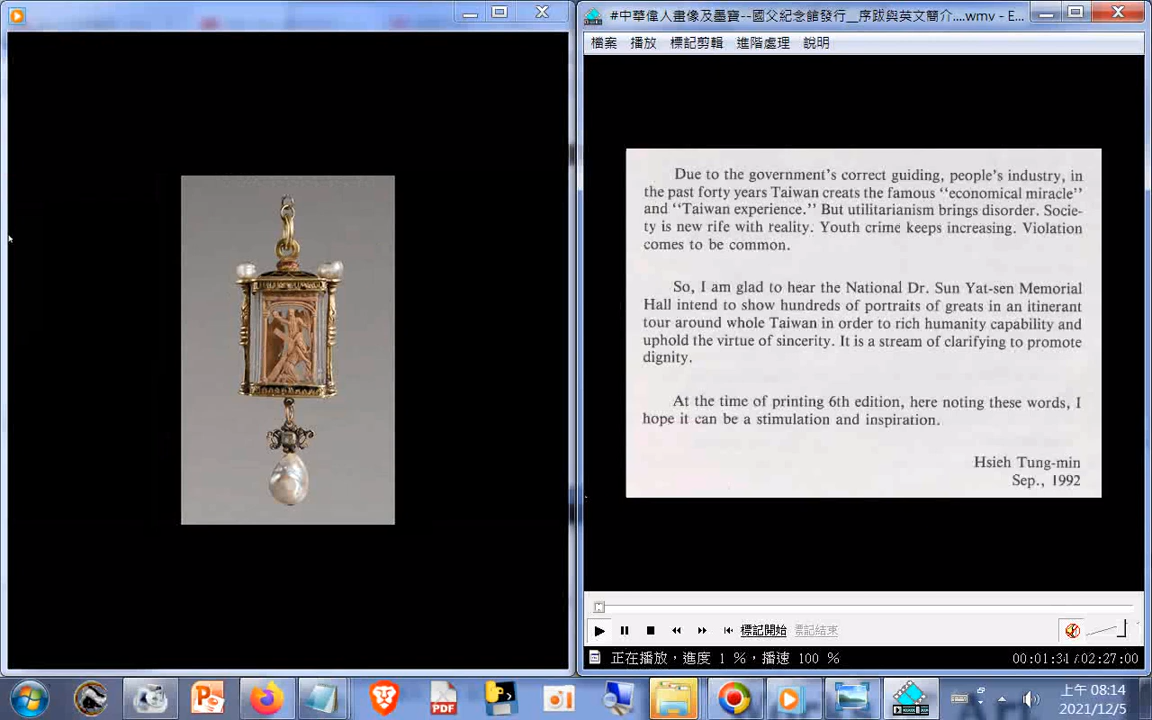 #中華偉人畫像及墨寶--國父紀念館發行__序跋與英文簡介....wmv - E...
檔案 播放 標記剪輯 進階處理 說明
Due to the government's correct guiding, people's industry, in
the past forty years Taiwan creats the famous "economical miracle"
and "Taiwan experience." But utilitarianism brings disorder. Socie-
ty is new rife with reality. Youth crime keeps increasing. Violation
comes to be common.
So, I am glad to hear the National Dr. Sun Yat-sen Memorial
Hall intend to show hundreds of portraits of greats in an itinerant
tour around whole Taiwan in order to rich humanity capability and
uphold the virtue of sincerity. It is a stream of clarifying to promote
dignity.
At the time of printing 6th edition, here noting these words, I
hope it can be a stimulation and inspiration.
Hsieh Tung-min
Sep., 1992
標記開始 標記結束
正在播放，進度 1 %，播速 100 %
00:01:31 / 02:27:00
PDF
上午 08:14
2021/12/5